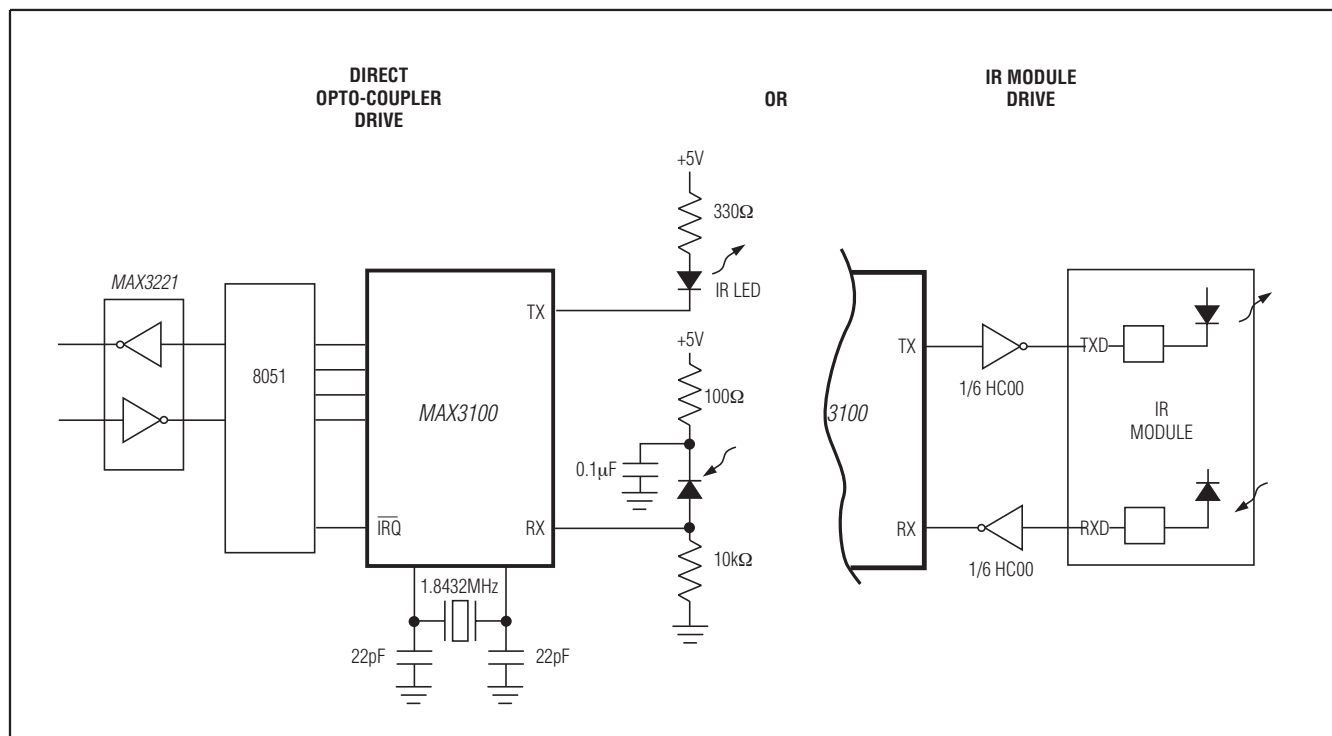 DIRECT
OPTO-COUPLER
DRIVE
OR
IR MODULE
DRIVE
+5V
330Ω
IR LED
MAX3221
8051
TX
MAX3100
+5V
100Ω
0.1µF
IRQ
RX
10kΩ
1.8432MHz
22pF
22pF
TX
3100
RX
1/6 HC00
1/6 HC00
TXD
IR
MODULE
RXD